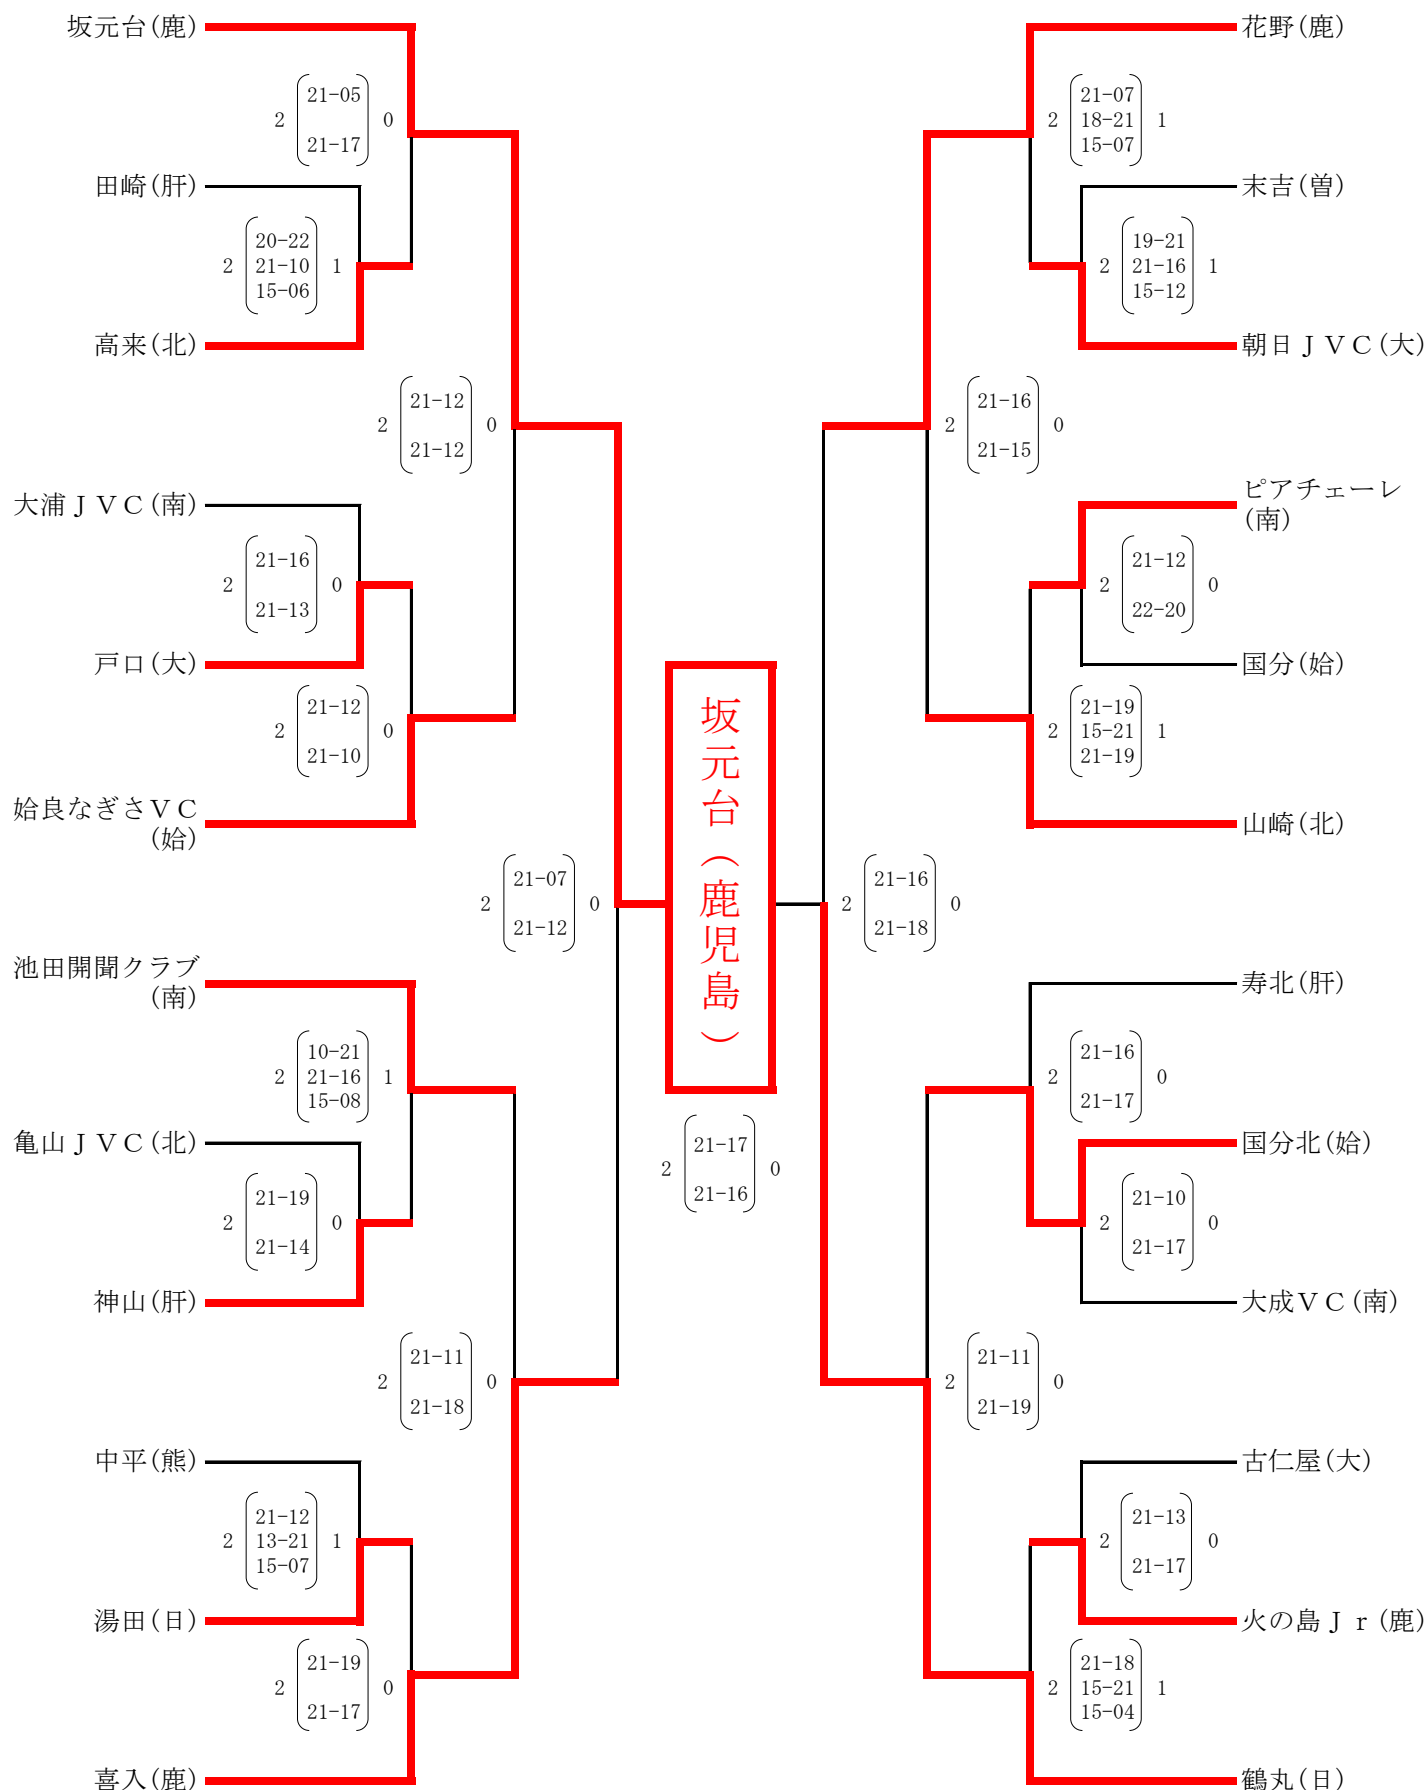 坂元台(鹿)
21-05
2 0
21-17
田崎(肝)
20-22
2 21-10 1
15-06
高来(北)
21-12
2 0
21-12
大浦ＪＶＣ(南)
21-16
2 0
21-13
戸口(大)
21-12
2 0
21-10
姶良なぎさＶＣ
(姶)
21-07
2 0
21-12
池田開聞クラブ
(南)
10-21
2 21-16 1
15-08
亀山ＪＶＣ(北)
21-19
2 0
21-14
神山(肝)
21-11
2 0
21-18
中平(熊)
21-12
2 13-21 1
15-07
湯田(日)
21-19
2 0
21-17
喜入(鹿)
坂元台（鹿児島）
21-17
2 0
21-16
花野(鹿)
21-07
2 18-21 1
15-07
末吉(曽)
19-21
2 21-16 1
15-12
朝日ＪＶＣ(大)
21-16
2 0
21-15
ピアチェーレ
(南)
21-12
2 0
22-20
国分(姶)
21-19
2 15-21 1
21-19
山崎(北)
21-16
2 0
21-18
寿北(肝)
21-16
2 0
21-17
国分北(姶)
21-10
2 0
21-17
大成ＶＣ(南)
21-11
2 0
21-19
古仁屋(大)
21-13
2 0
21-17
火の島Ｊｒ(鹿)
21-18
2 15-21 1
15-04
鶴丸(日)